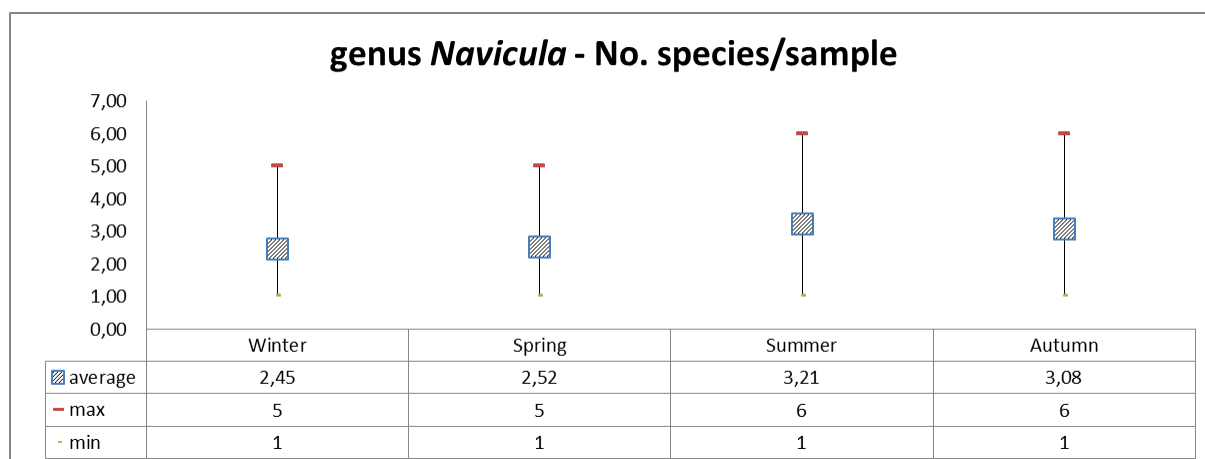 genus Navicula - No. species/sample
7,00
6,00
5,00
4,00
3,00
2,00
1,00
0,00
Winter Spring Summer Autumn
average 2,45 2,52 3,21 3,08
max 5 5 6 6
min 1 1 1 1